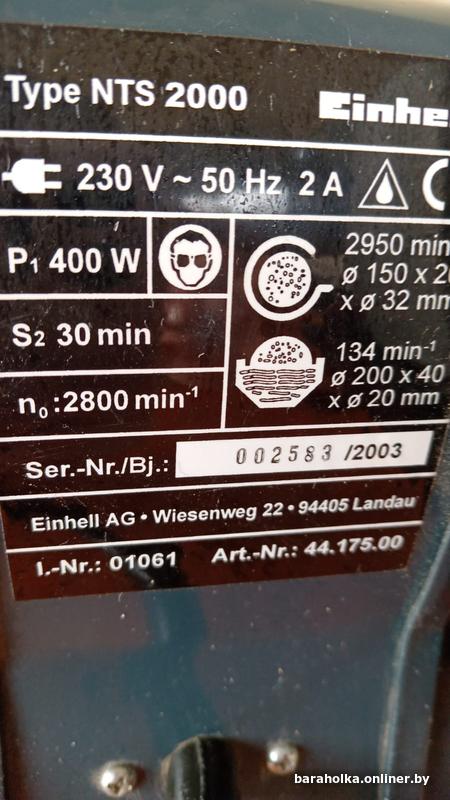 Type NTS 2000
Einhe
230 V ~ 50 Hz 2 A
P₁ 400 W
S₂ 30 min
n₀:2800 min⁻¹
2950 min
ø 150 x 2
x ø 32 mm
134 min⁻¹
ø 200 x 40
x ø 20 mm
Ser.-Nr./Bj.: 002583 /2003
Einhell AG • Wiesenweg 22 • 94405 Landau
I.-Nr.: 01061 Art.-Nr.: 44.175.00
baraholka.onliner.by